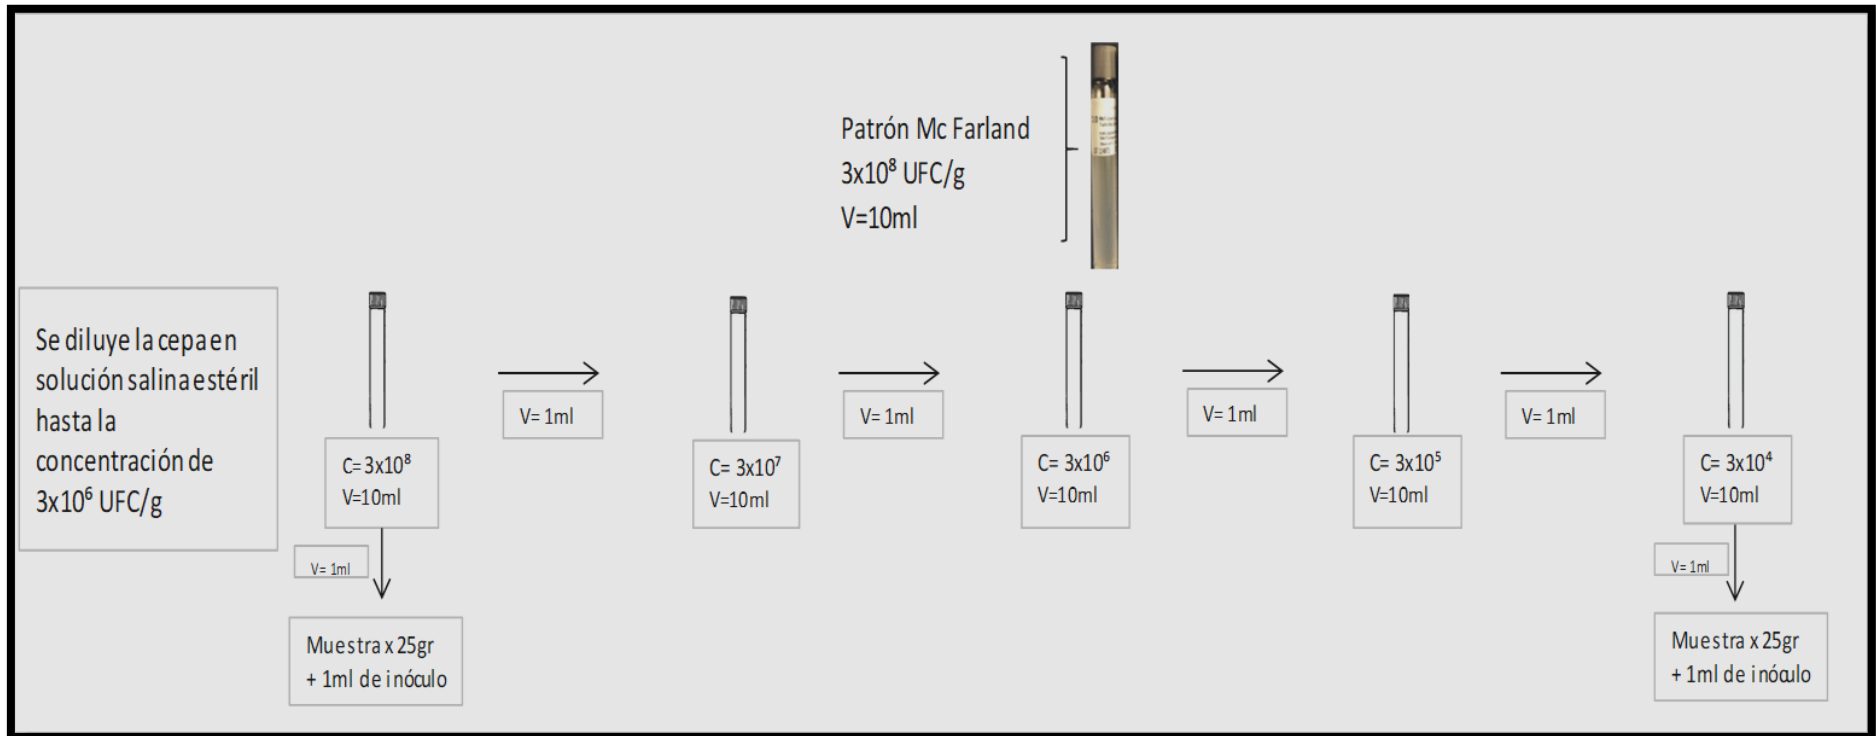 Patrón Mc Farland
3x10⁸ UFC/g
V=10ml
Se diluye la cepa en
solución salina estéril
hasta la
concentración de
3x10⁶ UFC/g
C= 3x10⁸
V=10ml
V= 1ml
C= 3x10⁷
V=10ml
V= 1ml
C= 3x10⁶
V=10ml
V= 1ml
C= 3x10⁵
V=10ml
V= 1ml
C= 3x10⁴
V=10ml
V= 1ml
Muestra x 25gr
+ 1ml de inóculo
V= 1ml
Muestra x 25gr
+ 1ml de inóculo